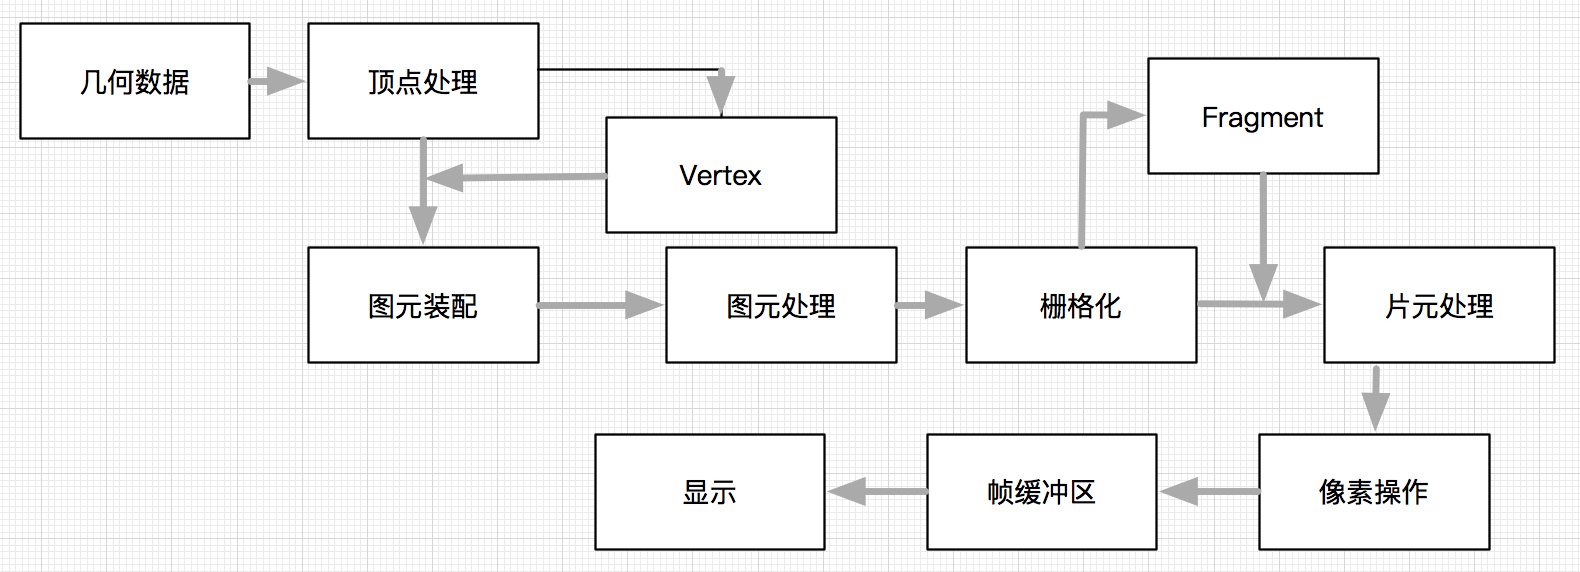 几何数据
顶点处理
Vertex
Fragment
图元装配
图元处理
栅格化
片元处理
显示
帧缓冲区
像素操作